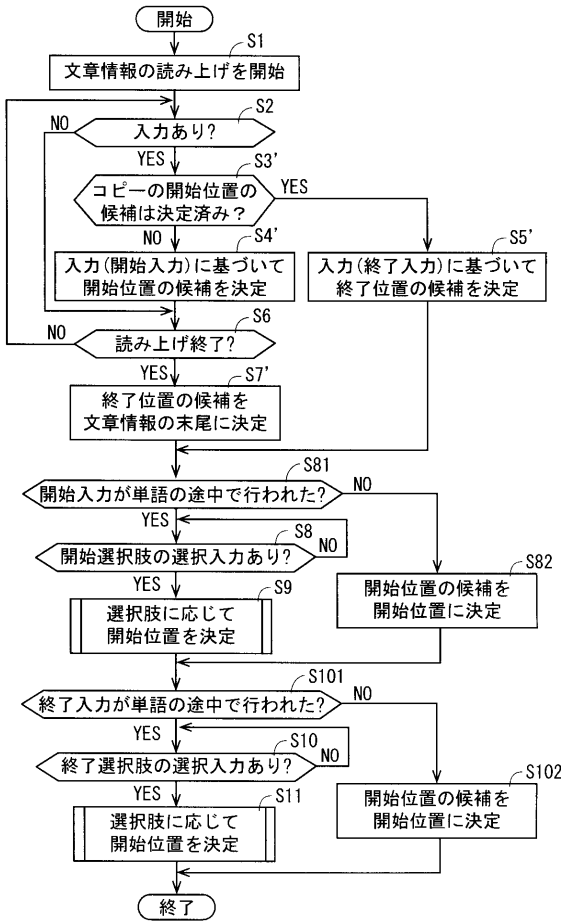 開始
S1
文章情報の読み上げを開始
S2
NO
入力あり?
YES
S3'
コピーの開始位置の
候補は決定済み?
YES
NO
S4'
S5'
入力(開始入力)に基づいて
開始位置の候補を決定
入力(終了入力)に基づいて
終了位置の候補を決定
S6
NO
読み上げ終了?
YES
S7'
終了位置の候補を
文章情報の末尾に決定
S81
開始入力が単語の途中で行われた?
NO
YES
S8
開始選択肢の選択入力あり?
NO
YES
S9
S82
選択肢に応じて
開始位置を決定
開始位置の候補を
開始位置に決定
S101
終了入力が単語の途中で行われた?
NO
YES
S10
終了選択肢の選択入力あり?
NO
YES
S11
S102
選択肢に応じて
開始位置を決定
開始位置の候補を
開始位置に決定
終了